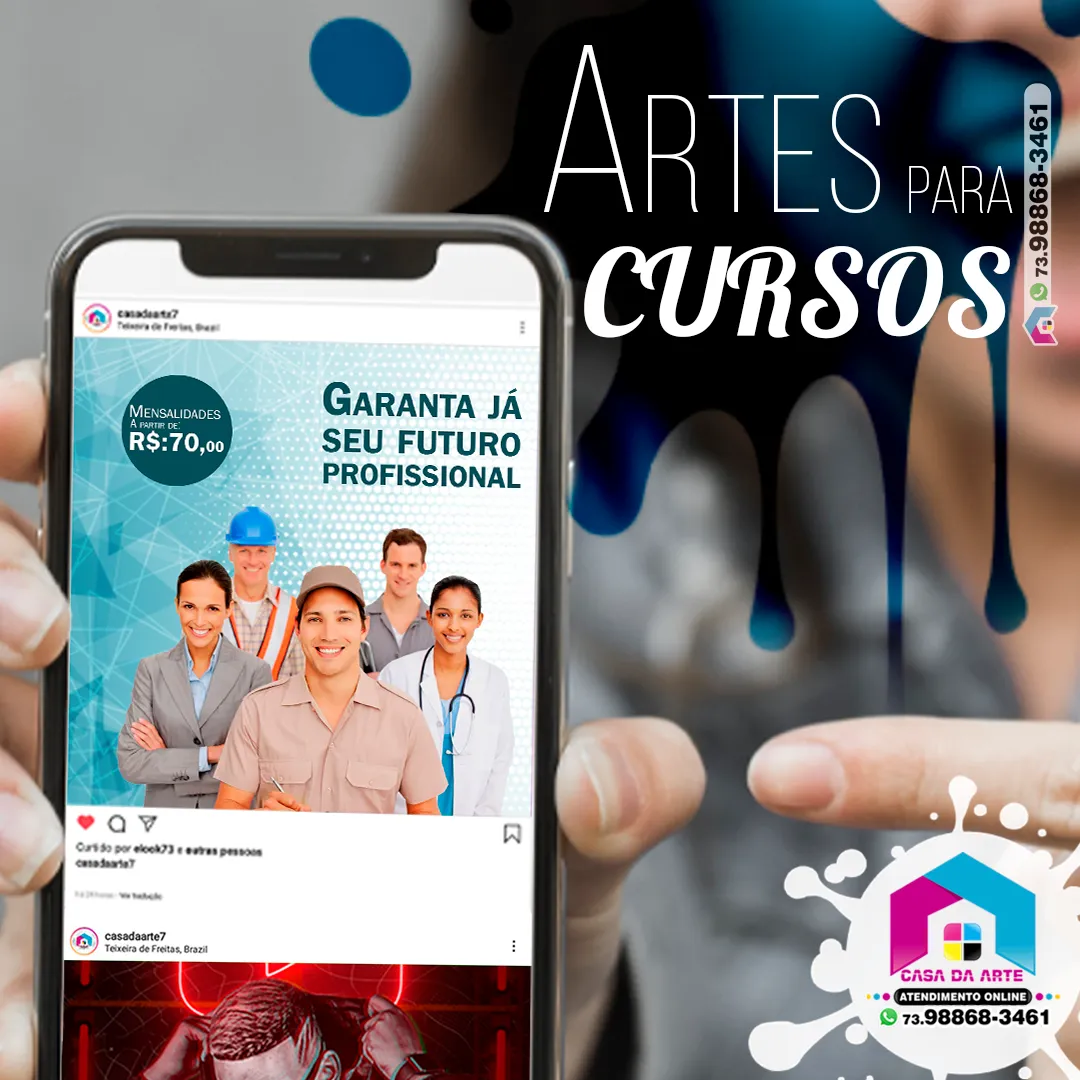 ARTES PARA
CURSOS
73.98868-3461
casadaarte7
Teixeira de Freitas, Brazil
MENSALIDADES
A PARTIR DE:
R$:70,00
GARANTA JÁ
SEU FUTURO
PROFISSIONAL
Curtido por elook73 e outras pessoas
casadaarte7
há 20 horas · Ver tradução
casadaarte7
Teixeira de Freitas, Brazil
CASA DA ARTE
ATENDIMENTO ONLINE
73.98868-3461